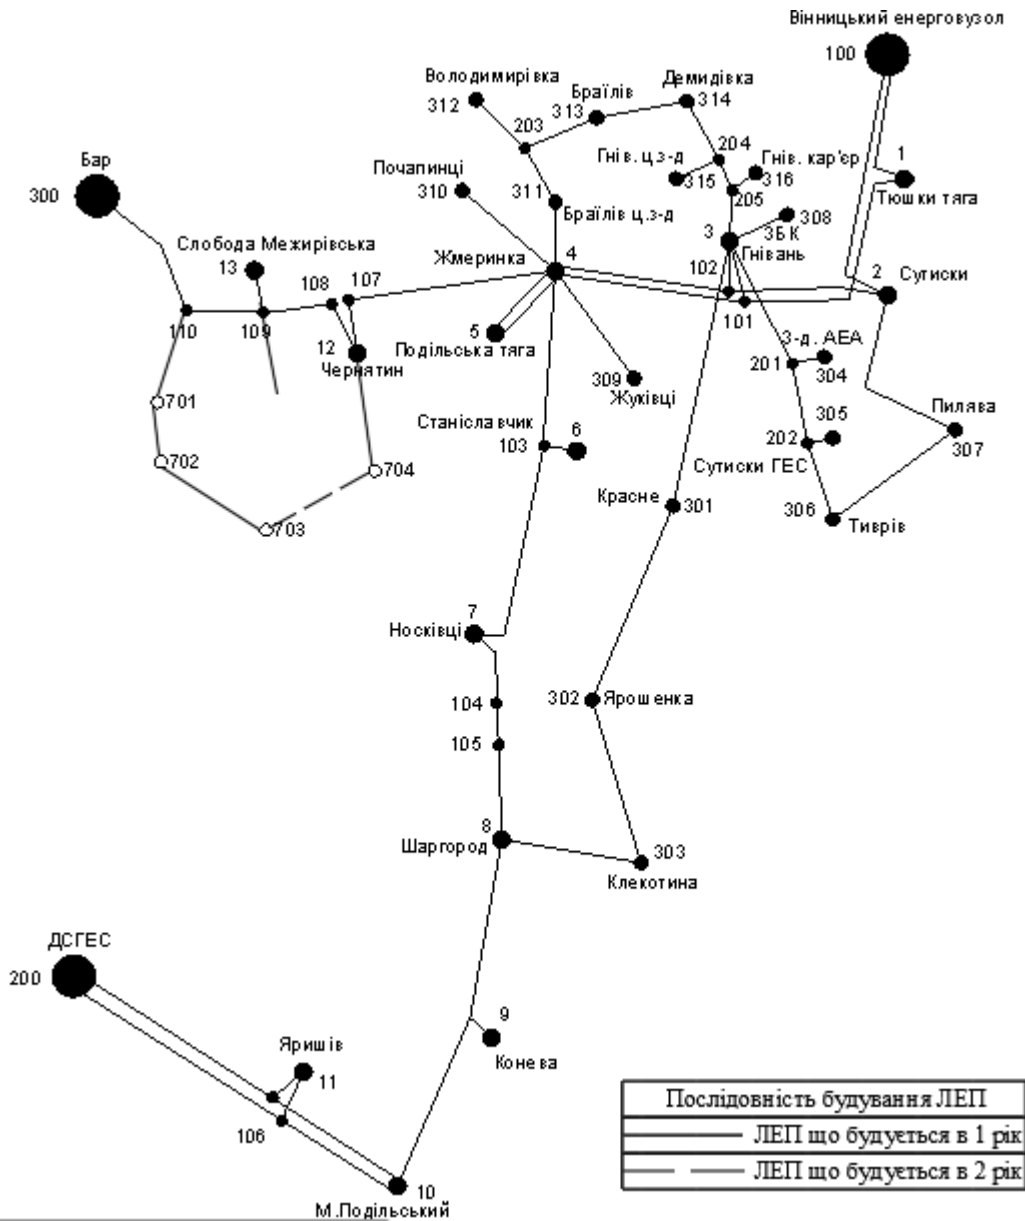 Вінницький енерговузол
100
Володимирівка
312
Браїлів
313
Демидівка
314
203
204
Гнів. ц.з-д
315
Гнів. кар'єр
316
205
1
Тюшки тяга
Бар
300
Почапинці
310
311
Браїлів ц.з-д
308
ЗБК
3
Гнівань
Слобода Межирівська
13
Жмеринка
4
102
101
2
Сутиски
108
107
110
109
12
Чернятин
5
Подільська тяга
309
Жуківці
З-д. АЕА
201
304
701
702
703
704
Станіславчик
103
6
305
202
Сутиски ГЕС
Пилява
307
Красне
301
306
Тиврів
7
Носківці
302
Ярошенка
104
105
8
Шаргород
303
Клекотина
ДСГЕС
200
9
Конева
Яришів
11
106
10
М.Подільський
Послідовність будування ЛЕП
ЛЕП що будується в 1 рік
ЛЕП що будується в 2 рік